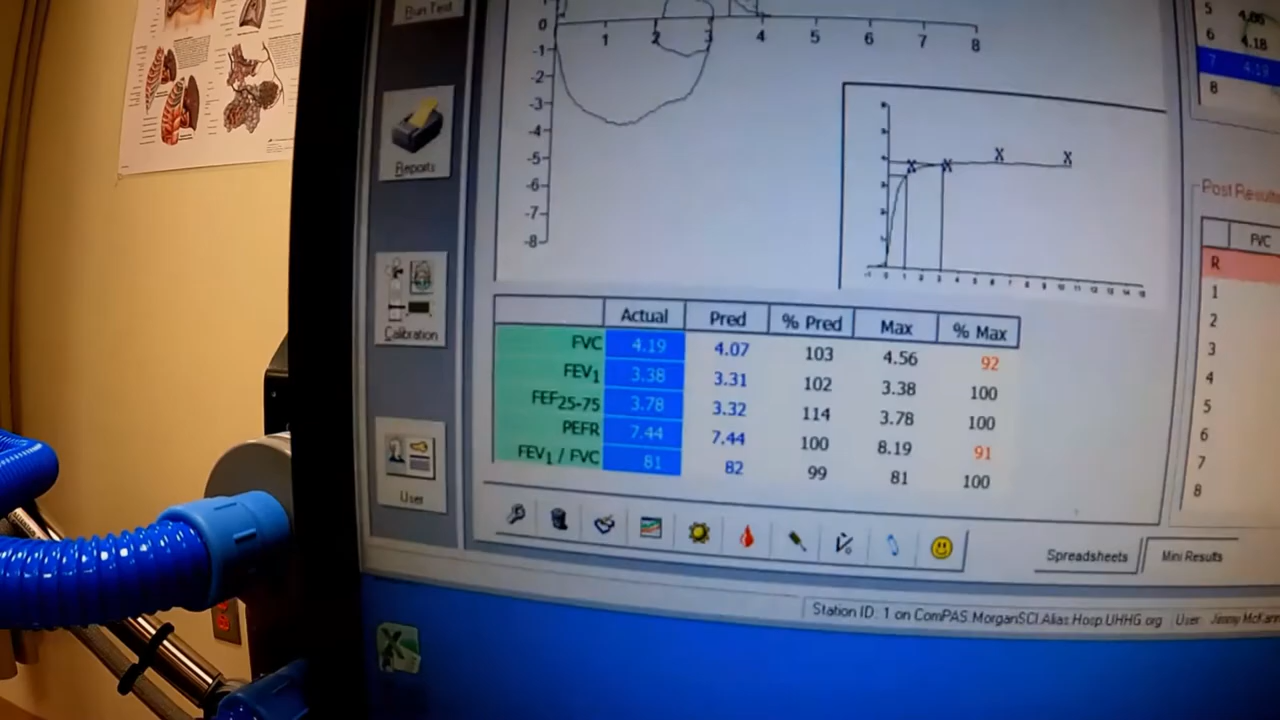 Run Test
0
1 2 3 4 5 6 7 8
-1
-2
-3
-4
-5
-6
-7
-8
5
6 4.18
7 4.19
8
Reports
X X X X
Calibration
User
Actual Pred % Pred Max % Max
FVC 4.19 4.07 103 4.56 92
FEV1 3.38 3.31 102 3.38 100
FEF25-75 3.78 3.32 114 3.78 100
PEFR 7.44 7.44 100 8.19 91
FEV1 / FVC 81 82 99 81 100
Post Results
FVC
R
1
2
3
4
5
6
7
8
Spreadsheets Mini Results
Station ID: 1 on ComPAS.MorganSCI.Alias.Hosp.UHHG.org User: Jimmy